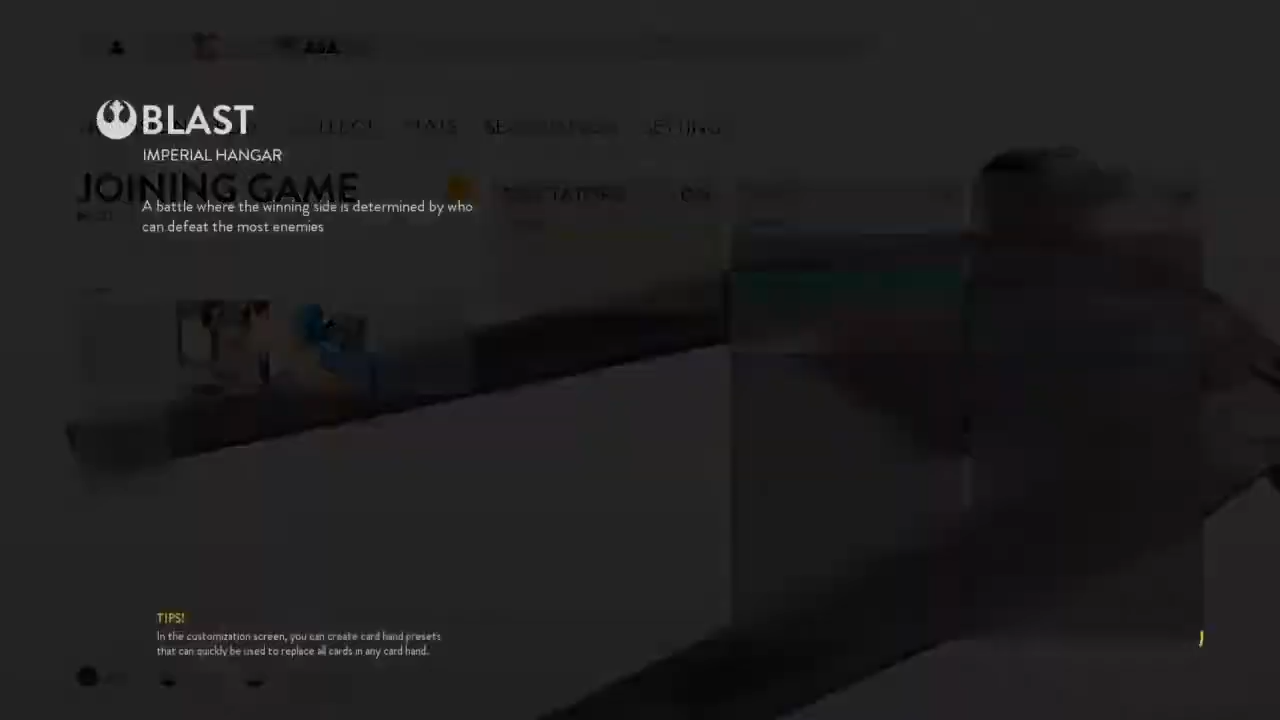 BLAST
IMPERIAL HANGAR
JOINING GAME
A battle where the winning side is determined by who
can defeat the most enemies
TIPS!
In the customization screen, you can create card hand presets
that can quickly be used to replace all cards in any card hand.